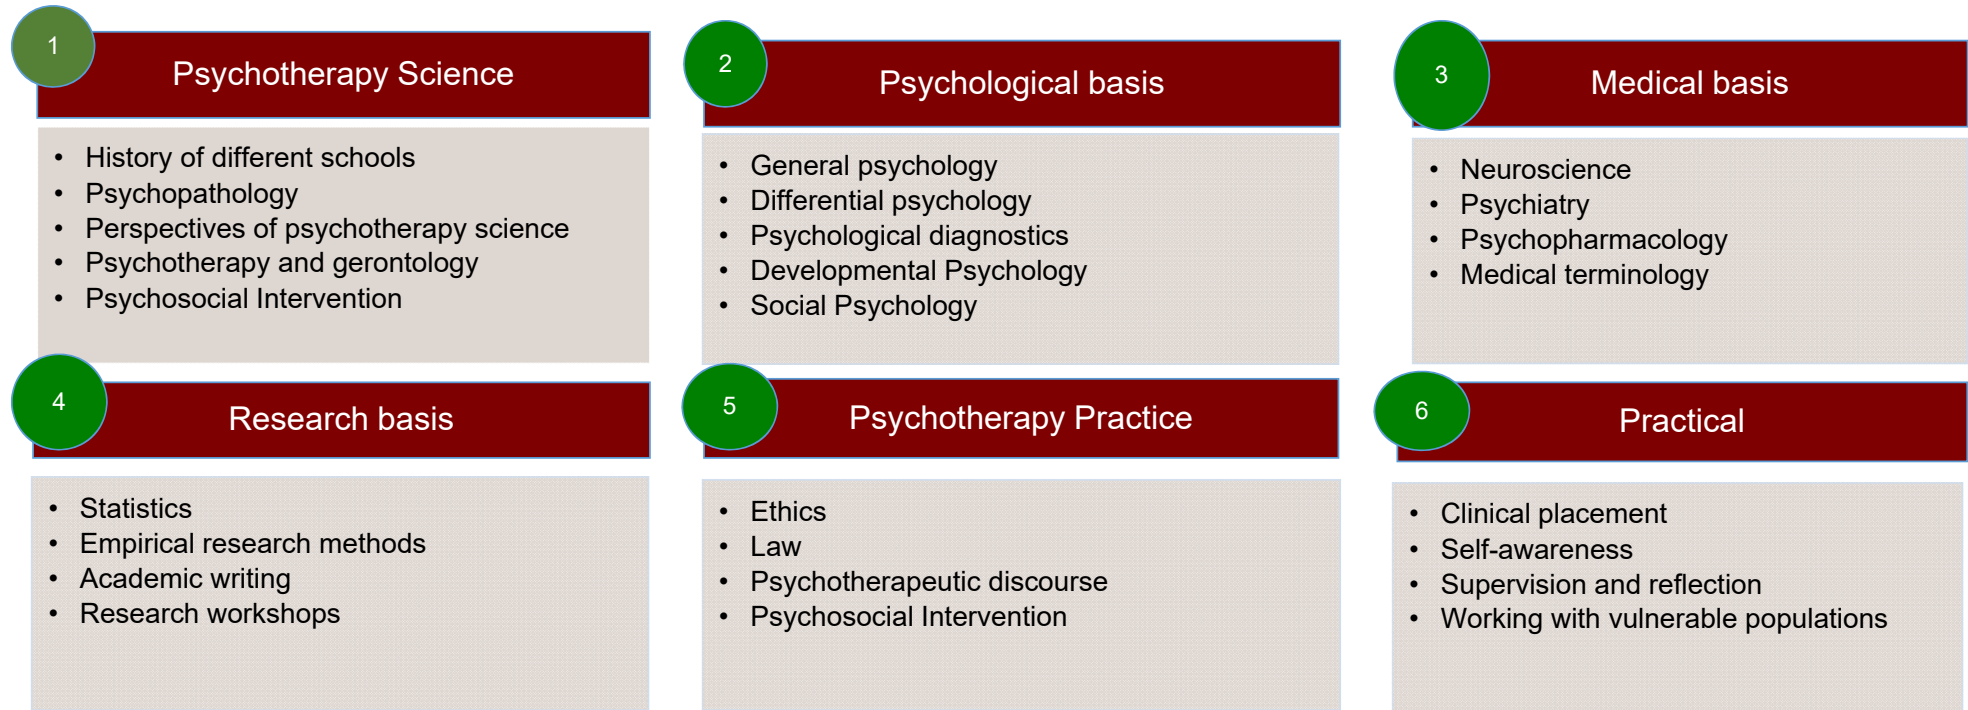 1
Psychotherapy Science
• History of different schools
• Psychopathology
• Perspectives of psychotherapy science
• Psychotherapy and gerontology
• Psychosocial Intervention
2
Psychological basis
• General psychology
• Differential psychology
• Psychological diagnostics
• Developmental Psychology
• Social Psychology
3
Medical basis
• Neuroscience
• Psychiatry
• Psychopharmacology
• Medical terminology
4
Research basis
• Statistics
• Empirical research methods
• Academic writing
• Research workshops
5
Psychotherapy Practice
• Ethics
• Law
• Psychotherapeutic discourse
• Psychosocial Intervention
6
Practical
• Clinical placement
• Self-awareness
• Supervision and reflection
• Working with vulnerable populations